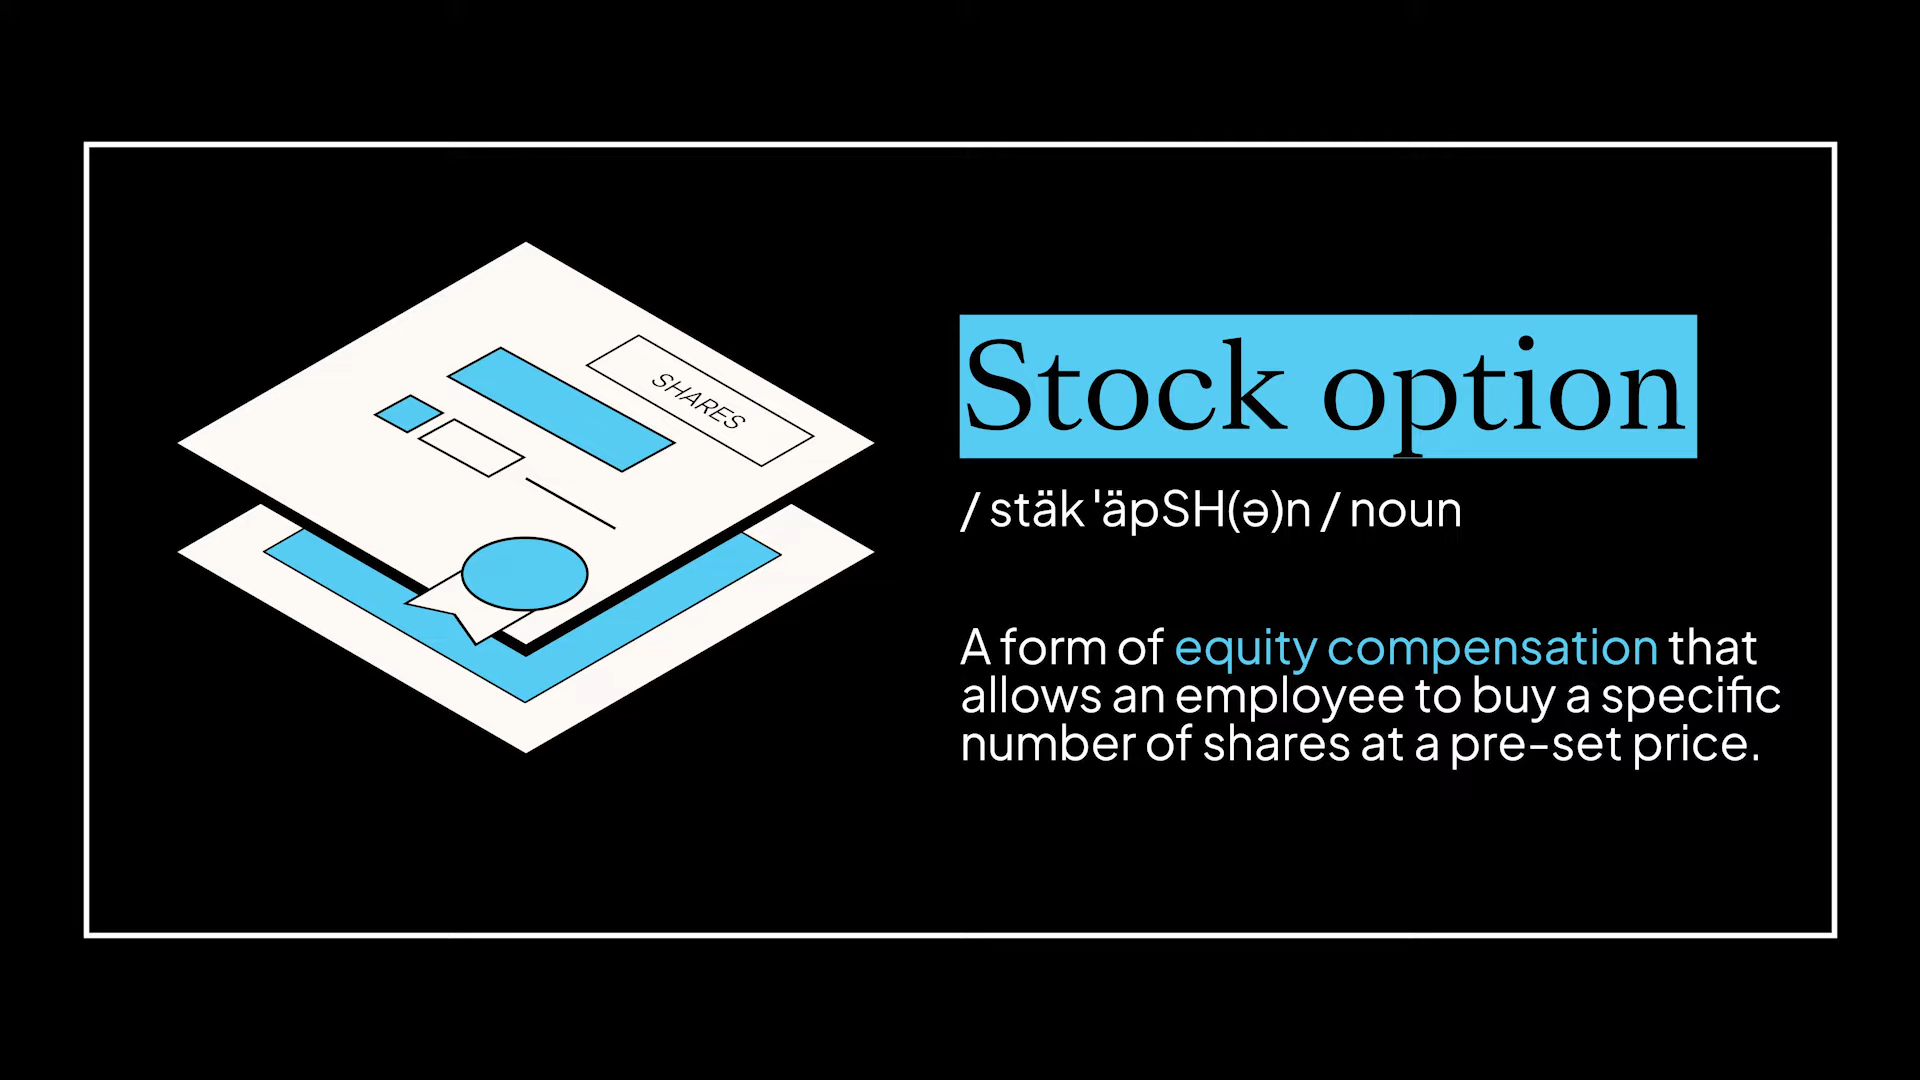 SHARES
Stock option
/ stäk ˈäpSH(ə)n / noun
A form of equity compensation that
allows an employee to buy a specific
number of shares at a pre-set price.